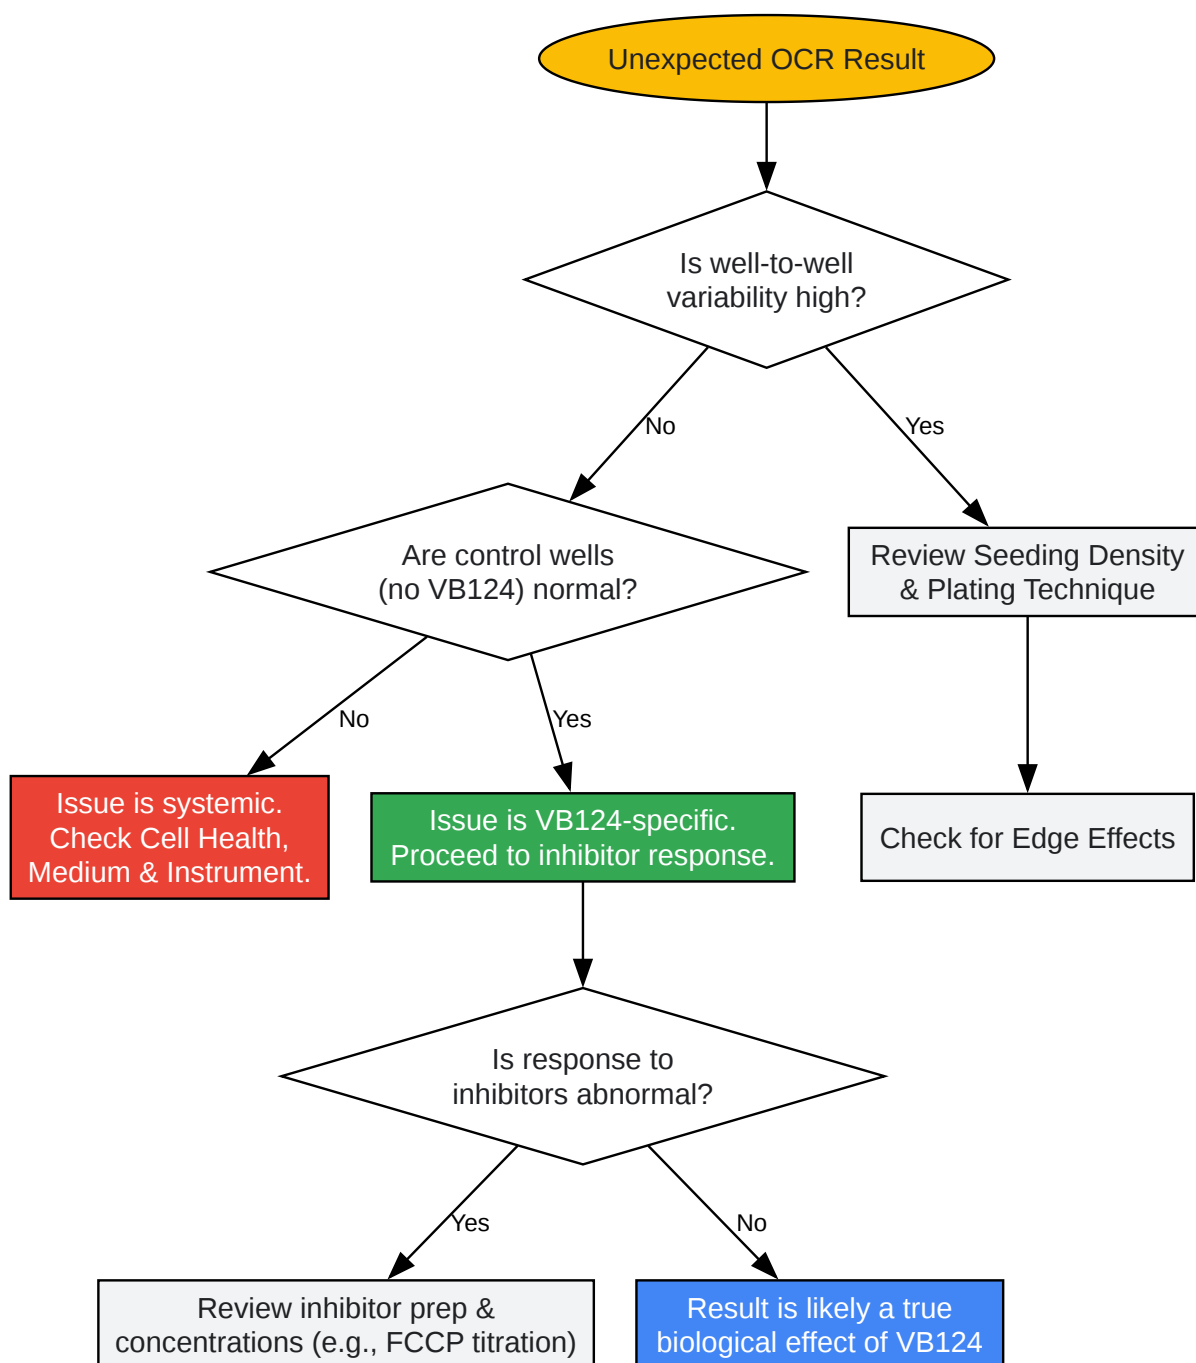 Unexpected OCR Result
Is well-to-well
variability high?
No
Yes
Are control wells
(no VB124) normal?
Review Seeding Density
& Plating Technique
No
Yes
Issue is systemic.
Check Cell Health,
Medium & Instrument.
Issue is VB124-specific.
Proceed to inhibitor response.
Check for Edge Effects
Is response to
inhibitors abnormal?
Yes
No
Review inhibitor prep &
concentrations (e.g., FCCP titration)
Result is likely a true
biological effect of VB124